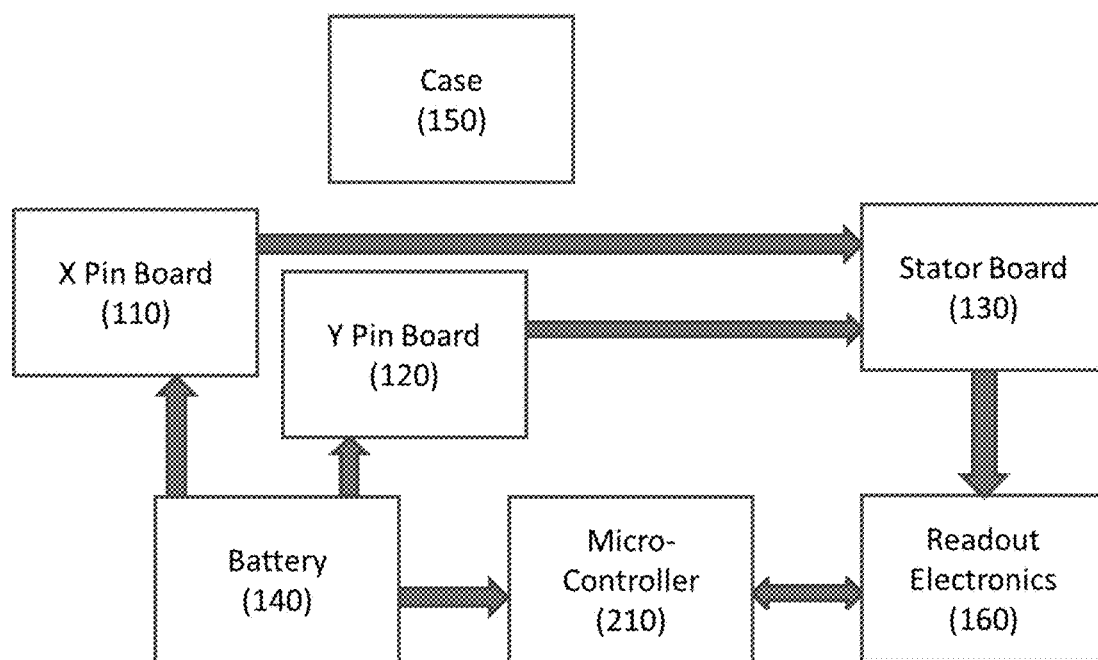 Case
(150)
X Pin Board
(110)
Y Pin Board
(120)
Stator Board
(130)
Battery
(140)
Micro-
Controller
(210)
Readout
Electronics
(160)